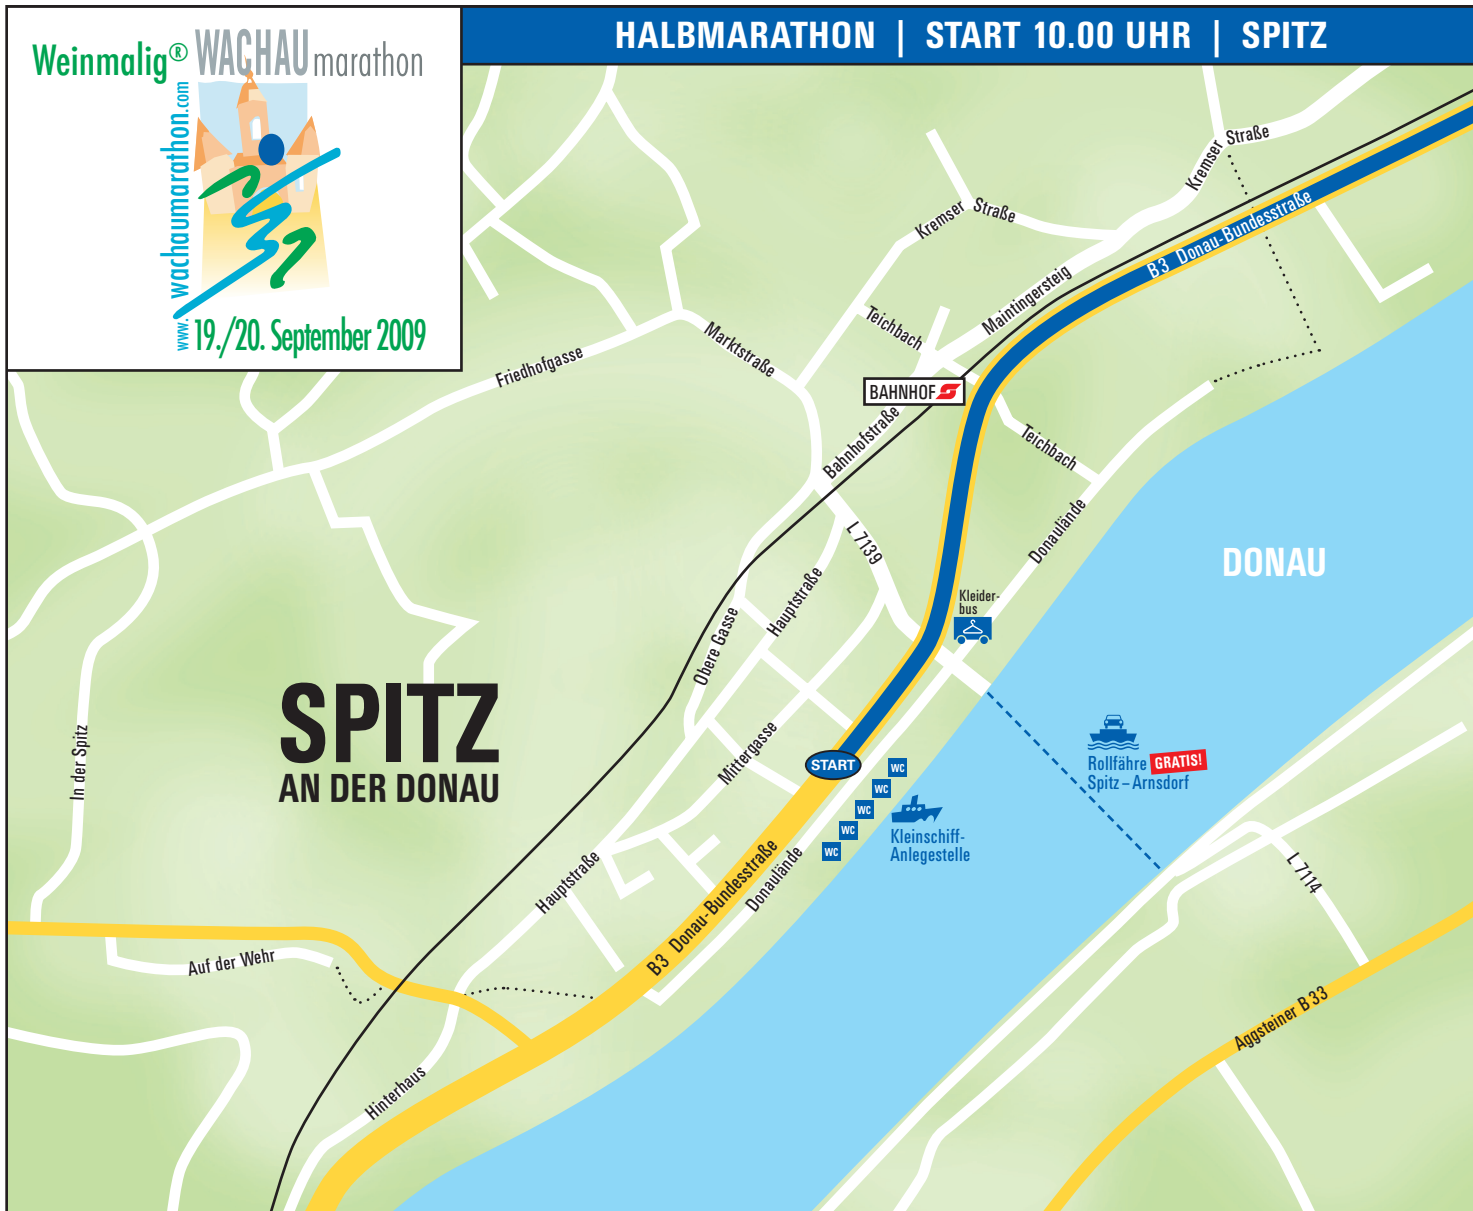 HALBMARATHON | START 10.00 UHR | SPITZ
Weinmalig® WACHAU marathon
www.wachaumarathon.com
19./20. September 2009
Kremser Straße
Kremser Straße
B3 Donau-Bundesstraße
Maintingersteig
Teichbach
Marktstraße
Friedhofgasse
BAHNHOF
Bahnhofstraße
Teichbach
L 7139
Donaulände
DONAU
Hauptstraße
Kleider-
bus
Obere Gasse
SPITZ
AN DER DONAU
In der Spitz
Mittergasse
START
WC
WC
WC
WC
WC
Rollfähre GRATIS!
Spitz – Arnsdorf
Kleinschiff-
Anlegestelle
Hauptstraße
Donaulände
B3 Donau-Bundesstraße
L 7114
Auf der Wehr
Aggsteiner B 33
Hinterhaus